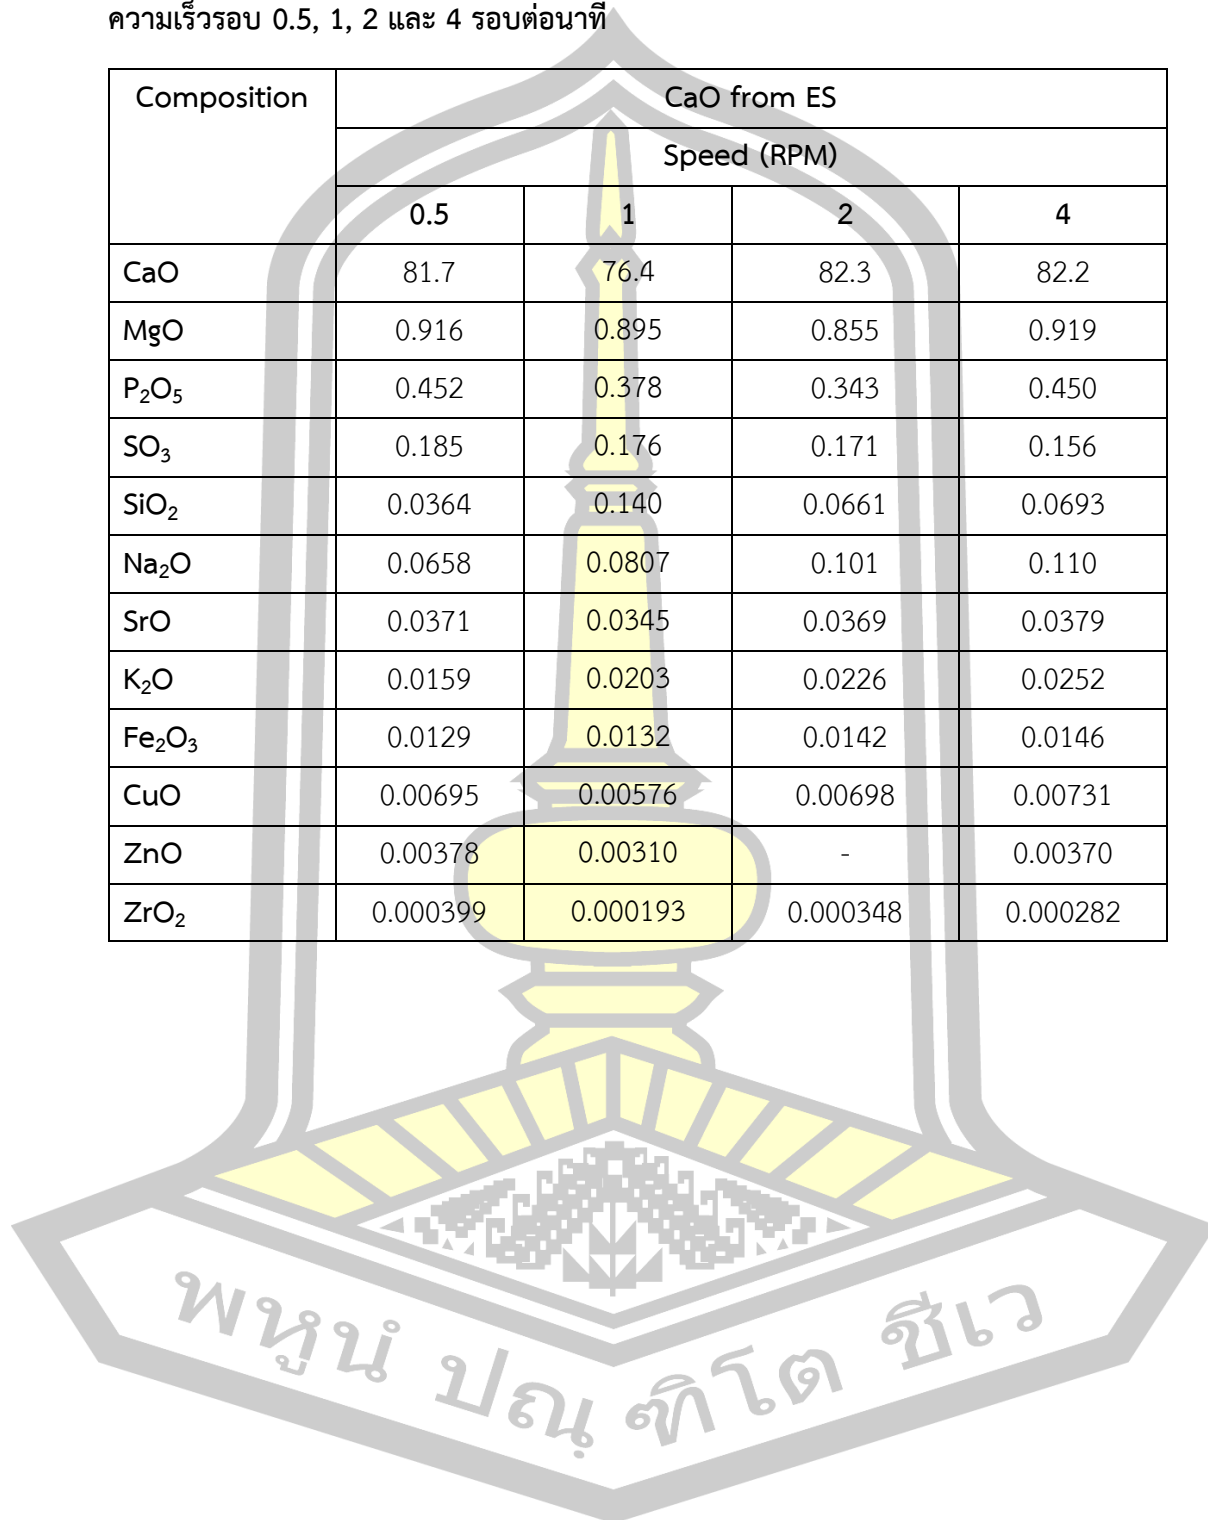 ความเร็วรอบ 0.5, 1, 2 และ 4 รอบต่อนาที
Composition CaO from ES
Speed (RPM)
0.5 1 2 4
CaO 81.7 76.4 82.3 82.2
MgO 0.916 0.895 0.855 0.919
P₂O₅ 0.452 0.378 0.343 0.450
SO₃ 0.185 0.176 0.171 0.156
SiO₂ 0.0364 0.140 0.0661 0.0693
Na₂O 0.0658 0.0807 0.101 0.110
SrO 0.0371 0.0345 0.0369 0.0379
K₂O 0.0159 0.0203 0.0226 0.0252
Fe₂O₃ 0.0129 0.0132 0.0142 0.0146
CuO 0.00695 0.00576 0.00698 0.00731
ZnO 0.00378 0.00310 - 0.00370
ZrO₂ 0.000399 0.000193 0.000348 0.000282
พหูนํ ปณฺฑิโต ชีเว